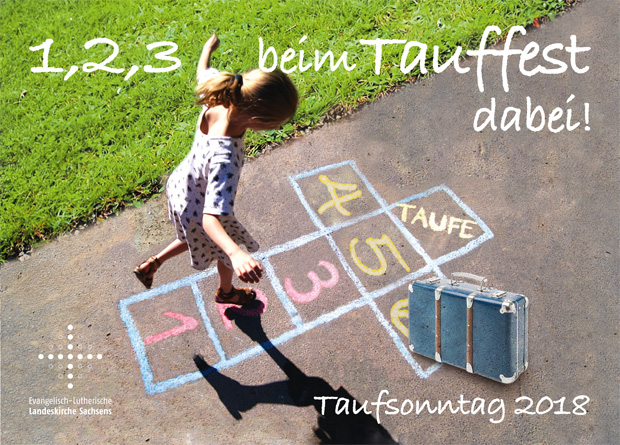 1,2,3 beim Tauffest
dabei!
4
TAUFE
5
3
1
Evangelisch-Lutherische
Landeskirche Sachsens
Taufsonntag 2018